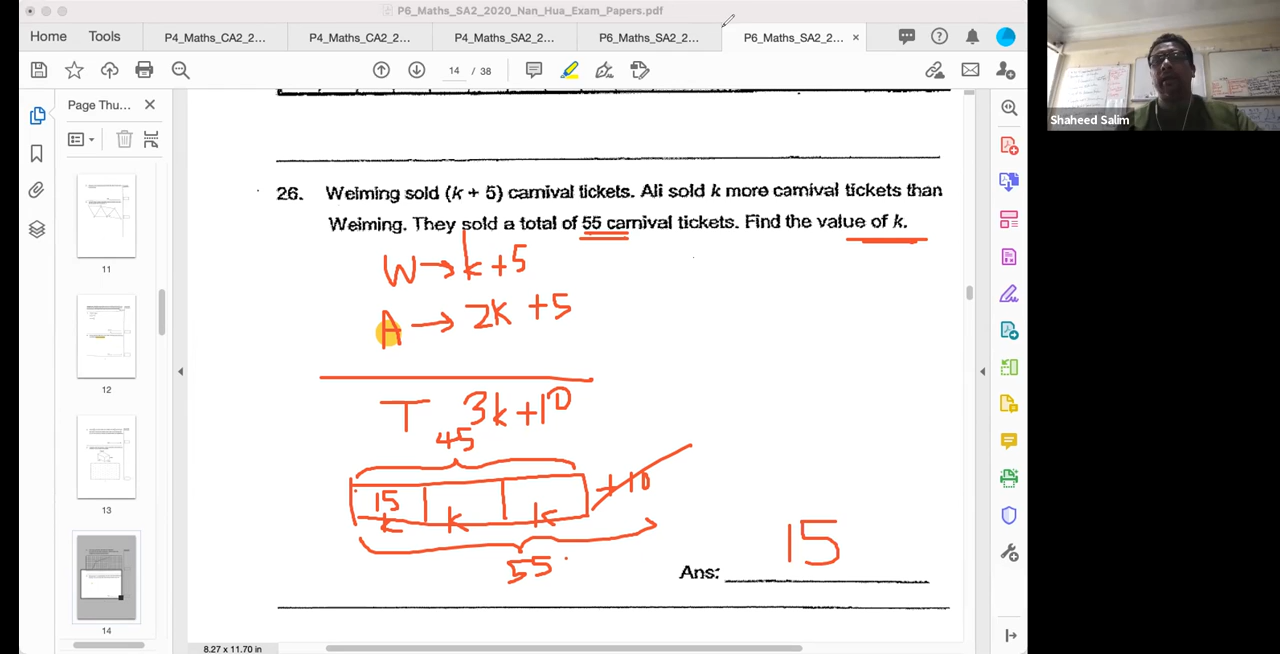 P6_Maths_SA2_2020_Nan_Hua_Exam_Papers.pdf
Home Tools P4_Maths_CA2_2... P4_Maths_CA2_2... P4_Maths_SA2_2... P6_Maths_SA2_2... P6_Maths_SA2_2... ×
14 / 38
Page Thu... ×
Shaheed Salim
26. Weiming sold (k + 5) carnival tickets. Ali sold k more carnival tickets than
Weiming. They sold a total of 55 carnival tickets. Find the value of k.
W → k + 5
A → 2k + 5
T 3k + 10
45
15
+10
k k k
55
Ans: 15
11
12
13
14
8.27 x 11.70 in